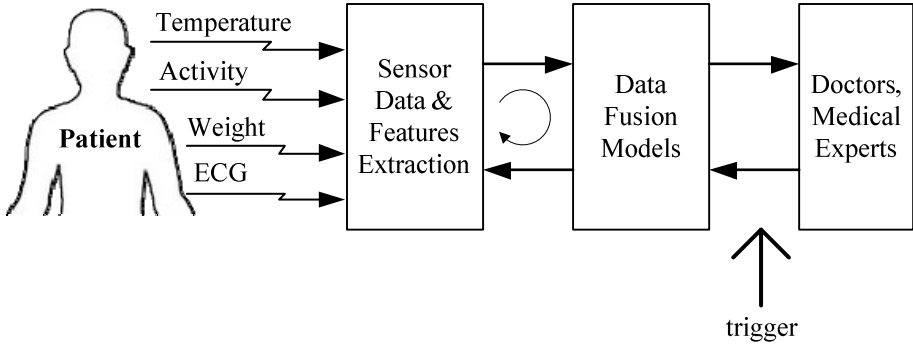 Temperature
Activity
Patient
Weight
ECG
Sensor
Data &
Features
Extraction
Data
Fusion
Models
Doctors,
Medical
Experts
trigger